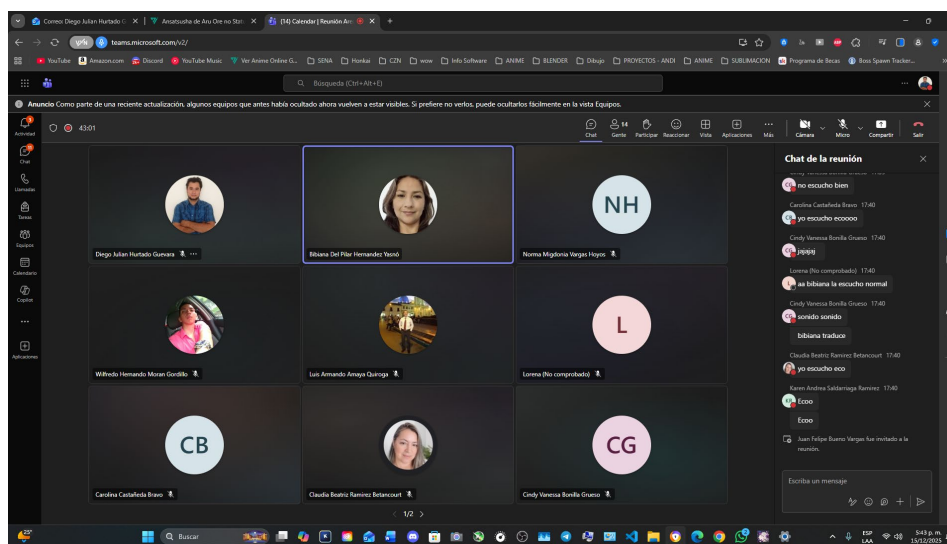 Correo: Diego Julian Hurtado G
Ansatsusha de Aru Ore no Stat
(14) Calendar | Reunión Are
teams.microsoft.com/v2/
YouTube
Amazon.com
Discord
YouTube Music
Ver Anime Online G...
SENA
Honkai
CZN
wow
Info Software
ANIME
BLENDER
Dibujo
PROYECTOS - ANDI
ANIME
SUBLIMACION
Programa de Becas
Boss Spawn Tracker...
Búsqueda (Ctrl+Alt+E)
Anuncio Como parte de una reciente actualización, algunos equipos que antes había ocultado ahora vuelven a estar visibles. Si prefiere no verlos, puede ocultarlos fácilmente en la vista Equipos.
Actividad
Chat
Llamadas
Tareas
Equipos
Calendario
Copilot
Aplicaciones
43:01
Chat
14
Gente
Participar
Reaccionar
Vista
Aplicaciones
Más
Cámara
Micro
Compartir
Salir
Diego Julian Hurtado Guevara
Bibiana Del Pilar Hernandez Yasnó
NH
Norma Migdonia Vargas Hoyos
Wilfredo Hernando Moran Gordillo
Luis Armando Amaya Quiroga
L
Lorena (No comprobado)
CB
Carolina Castañeda Bravo
Claudia Beatriz Ramirez Betancourt
CG
Cindy Vanessa Bonilla Grueso
1/2
Chat de la reunión
no escucho bien
Carolina Castañeda Bravo 17:40
yo escucho ecoooo
Cindy Vanessa Bonilla Grueso 17:40
jajajaj
Lorena (No comprobado) 17:40
aa bibiana la escucho normal
Cindy Vanessa Bonilla Grueso 17:40
sonido sonido
bibiana traduce
Claudia Beatriz Ramirez Betancourt 17:40
yo escucho eco
Karen Andrea Saldarriaga Ramirez 17:40
Ecoo
Ecoo
Juan Felipe Bueno Vargas fue invitado a la
reunión.
Escriba un mensaje
25°
Buscar
ESP
LAA
5:43 p. m.
15/12/2025